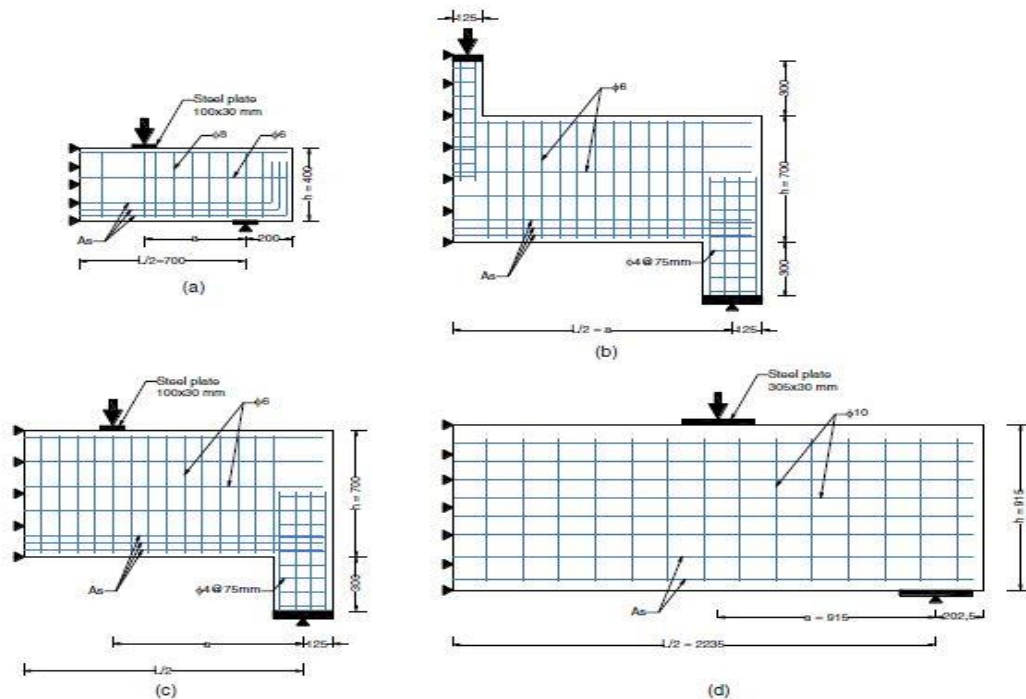 Steel plate
100x30 mm
ϕ8
ϕ6
h = 400
As
a
200
L/2=700
(a)
125
ϕ6
300
h = 700
300
As
ϕ4@75mm
L/2 = a
125
(b)
Steel plate
100x30 mm
ϕ6
h = 700
300
As
ϕ4@75mm
a
125
L/2
(c)
Steel plate
305x30 mm
ϕ10
h = 915
As
a = 915
202,5
L/2 = 2235
(d)